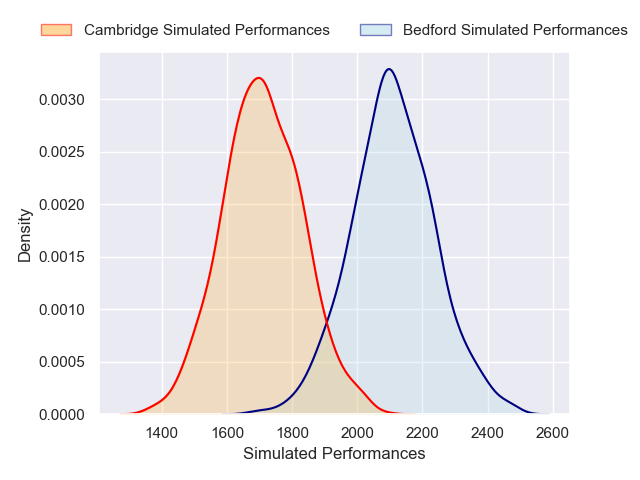 Cambridge Simulated Performances
Bedford Simulated Performances
0.0030
0.0025
0.0020
0.0015
0.0010
0.0005
0.0000
Density
1400 1600 1800 2000 2200 2400 2600
Simulated Performances